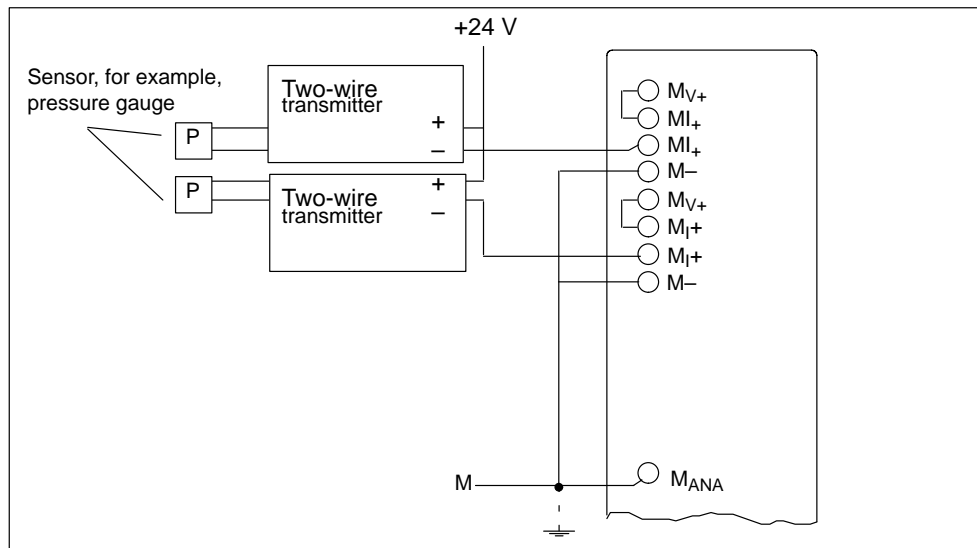 +24 V
Sensor, for example,
pressure gauge
Two-wire
transmitter
+
–
P
Two-wire
transmitter
+
–
P
MV+
MI+
MI+
M–
MV+
MI+
MI+
M–
M
MANA